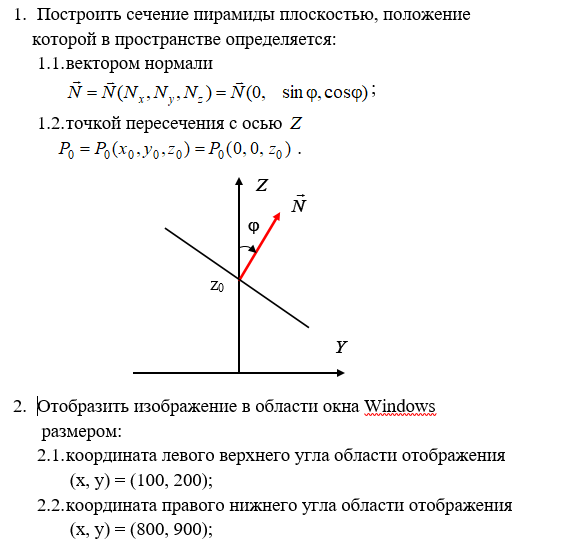 1. Построить сечение пирамиды плоскостью, положение
которой в пространстве определяется:
1.1.вектором нормали
N⃗ = N⃗(Nₓ, Nᵧ, N_z) = N⃗(0, sin φ, cos φ) ;
1.2.точкой пересечения с осью Z
P₀ = P₀(x₀, y₀, z₀) = P₀(0, 0, z₀) .
Z
N⃗
φ
z₀
Y
2. Отобразить изображение в области окна Windows
размером:
2.1.координата левого верхнего угла области отображения
(x, y) = (100, 200);
2.2.координата правого нижнего угла области отображения
(x, y) = (800, 900);